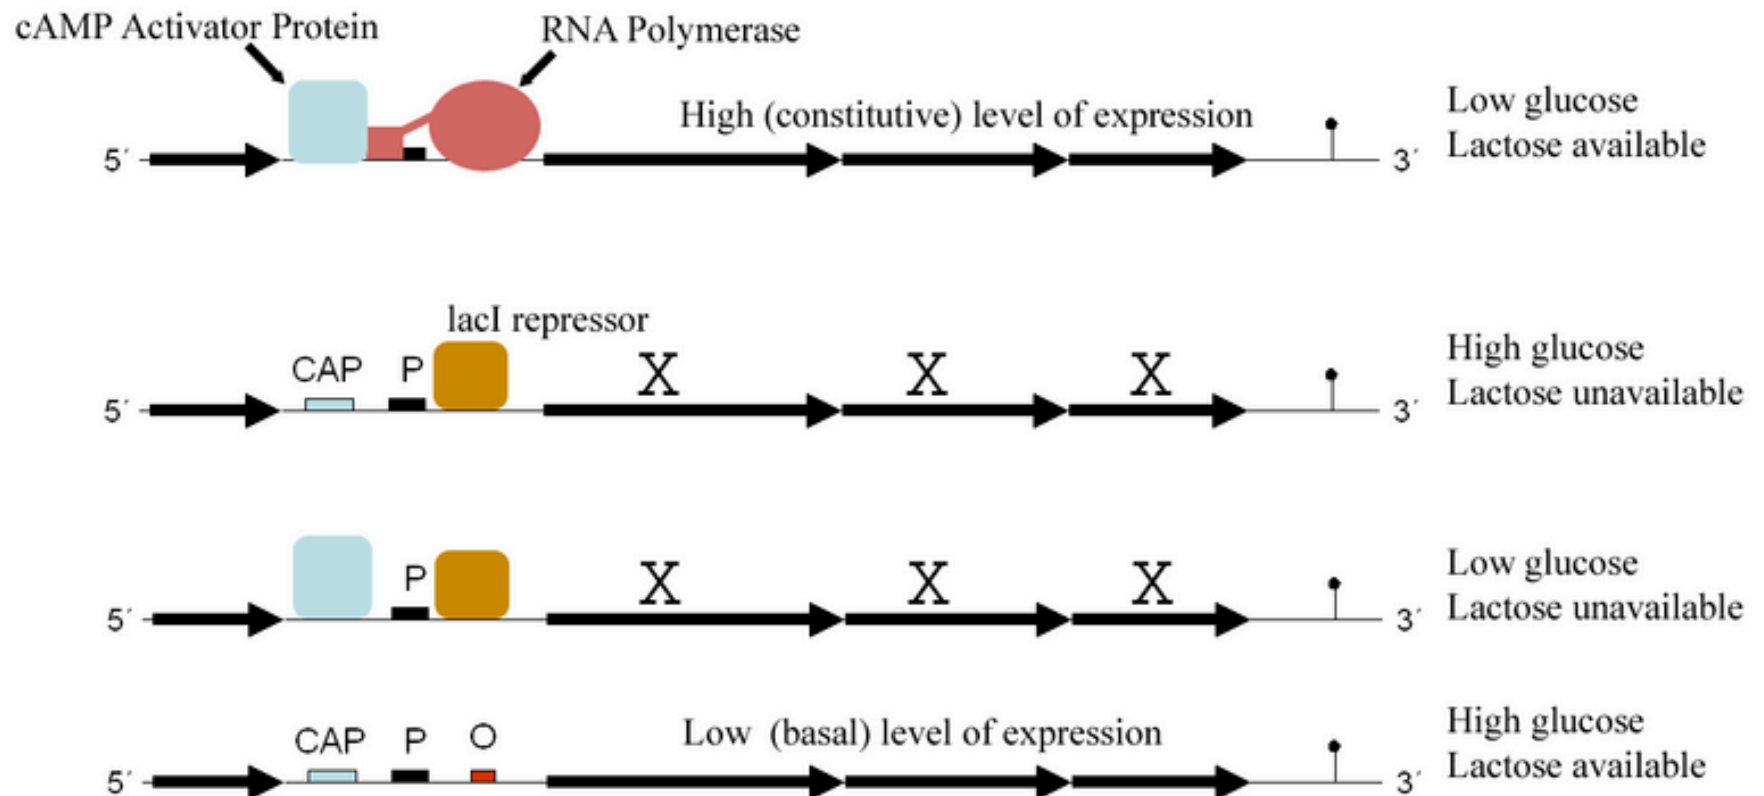 cAMP Activator Protein
RNA Polymerase
High (constitutive) level of expression
Low glucose
Lactose available
5´
3´
lacI repressor
CAP
P
X
X
X
High glucose
Lactose unavailable
5´
3´
P
X
X
X
Low glucose
Lactose unavailable
5´
3´
CAP
P
O
Low (basal) level of expression
High glucose
Lactose available
5´
3´